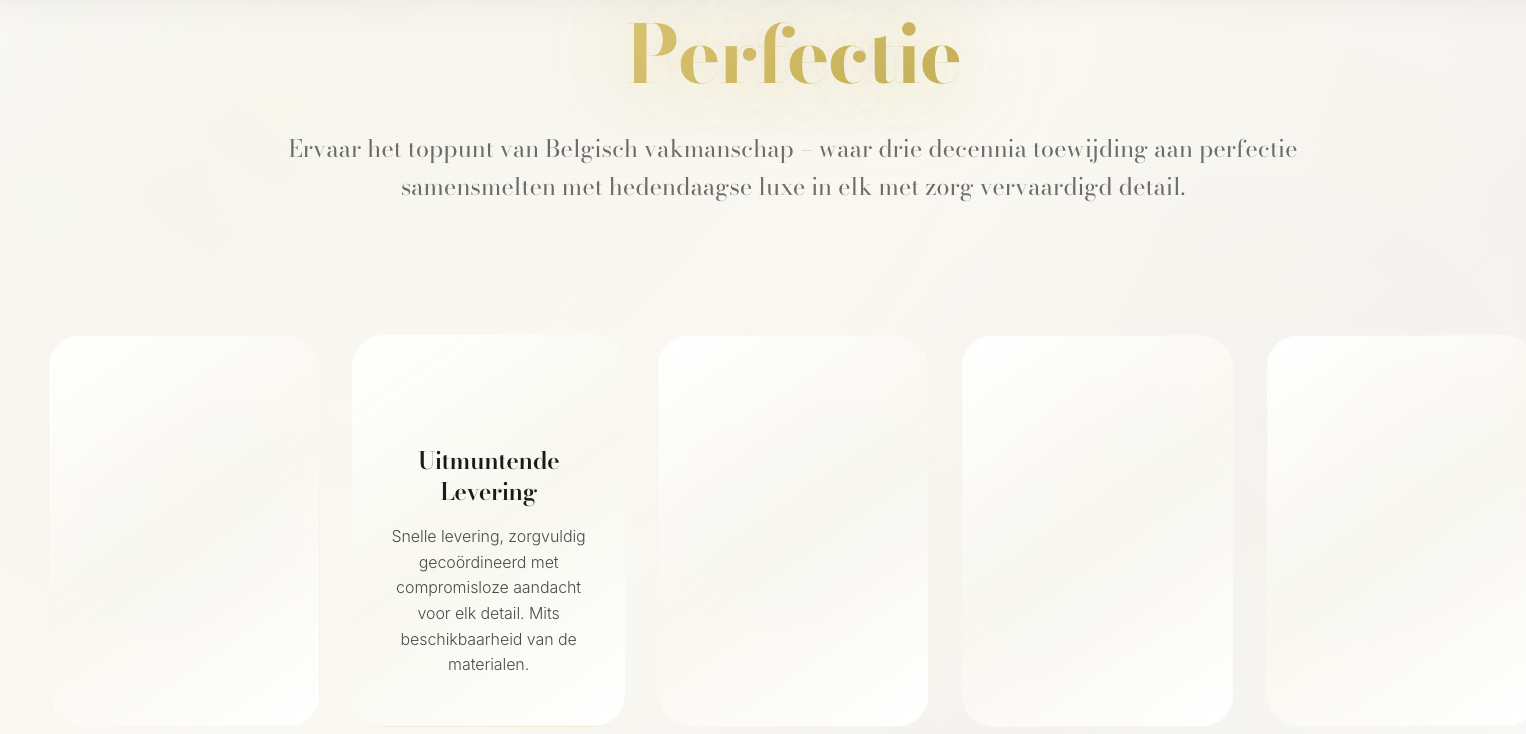 Perfectie
Ervaar het toppunt van Belgisch vakmanschap – waar drie decennia toewijding aan perfectie
samensmelten met hedendaagse luxe in elk met zorg vervaardigd detail.
Uitmuntende
Levering
Snelle levering, zorgvuldig
gecoördineerd met
compromisloze aandacht
voor elk detail. Mits
beschikbaarheid van de
materialen.